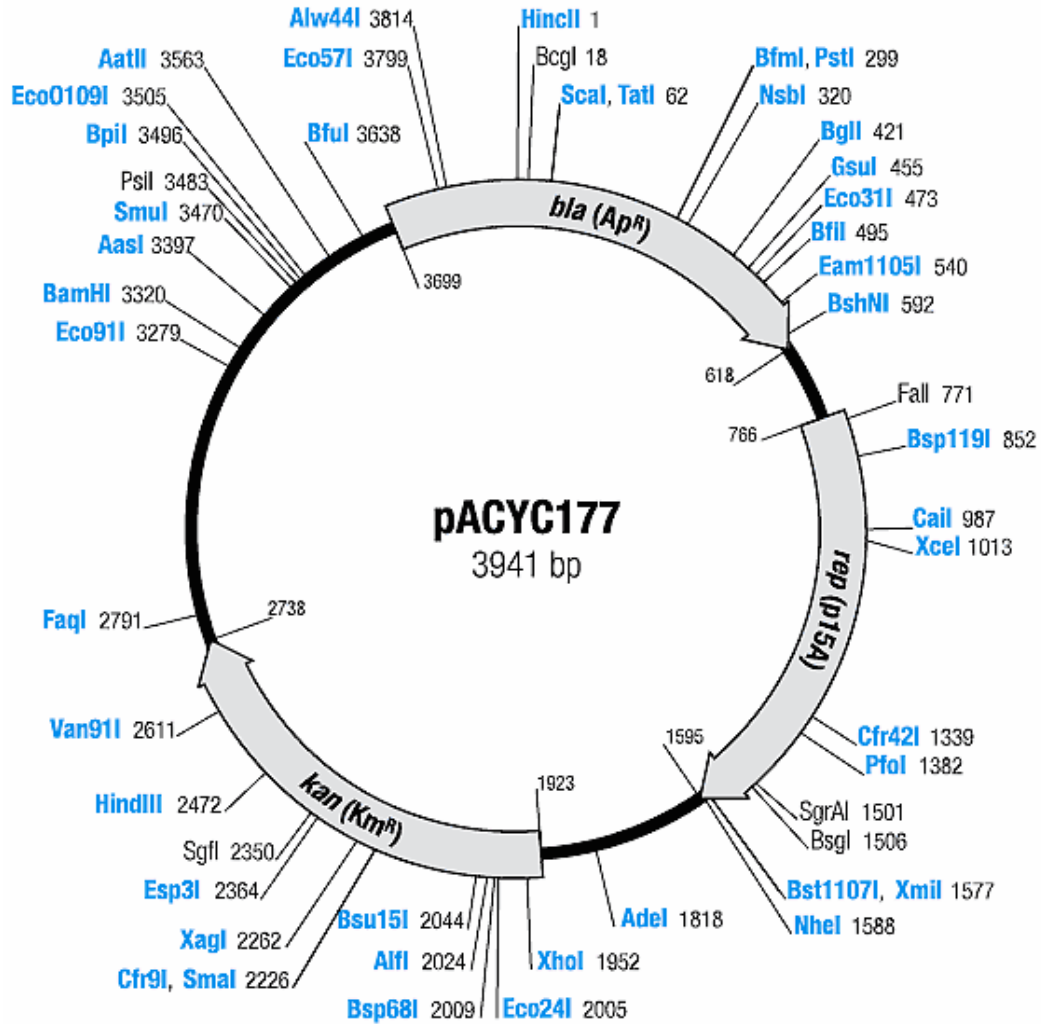 HincII 1
BcgI 18
ScaI, TatI 62
BfmI, PstI 299
NsbI 320
BglI 421
GsuI 455
Eco31I 473
BfiI 495
Eam1105I 540
BshNI 592
618
766
FalI 771
Bsp119I 852
CaiI 987
XceI 1013
Cfr42I 1339
PfoI 1382
SgrAI 1501
BsgI 1506
Bst1107I, XmiI 1577
NheI 1588
1595
AdeI 1818
1923
XhoI 1952
Eco24I 2005
Bsp68I 2009
AlfI 2024
Bsu15I 2044
Cfr9I, SmaI 2226
XagI 2262
Esp3I 2364
SgfI 2350
HindIII 2472
Van91I 2611
2738
FaqI 2791
Eco91I 3279
BamHI 3320
AasI 3397
SmuI 3470
PsiI 3483
BpiI 3496
EcoO109I 3505
AatII 3563
BfuI 3638
3699
Eco57I 3799
Alw44I 3814
bla (ApR)
rep (p15A)
kan (KmR)
pACYC177
3941 bp